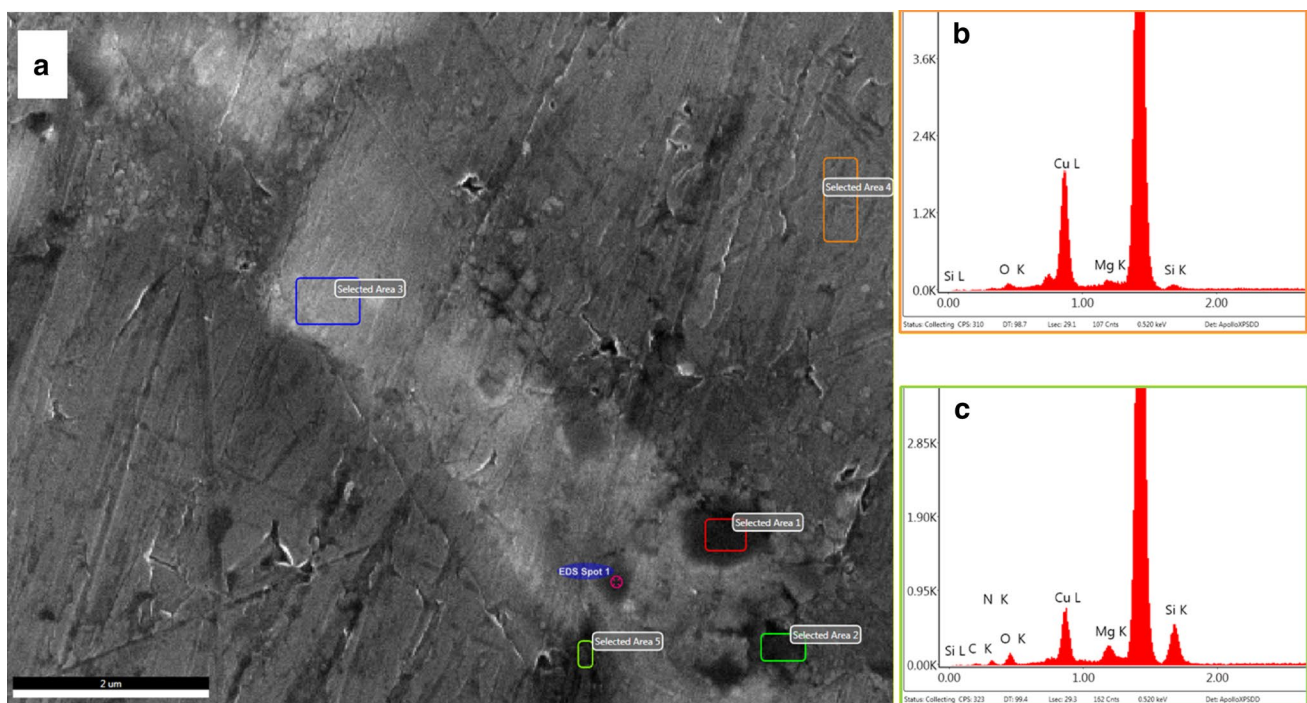 a
Selected Area 4
Selected Area 3
Selected Area 1
EDS Spot 1
Selected Area 2
Selected Area 5
2 um
b
3.6K
2.4K
1.2K
0.0K
Cu L
Si L
O K
Mg K
Si K
0.00
1.00
2.00
Status: Collecting CPS: 310 DT: 98.7 Lsec: 29.1 107 Cnts 0.520 keV Det: ApolloXPSDD
c
2.85K
1.90K
0.95K
0.00K
N K
Cu L
Si K
Si L
C K
O K
Mg K
0.00
1.00
2.00
Status: Collecting CPS: 323 DT: 99.4 Lsec: 29.3 162 Cnts 0.520 keV Det: ApolloXPSDD